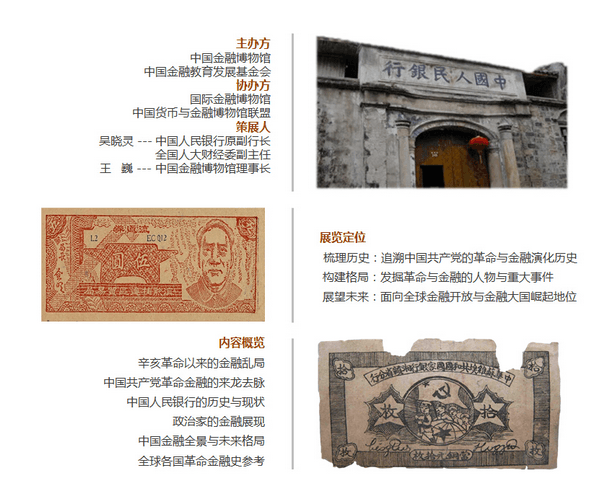 主办方
中国金融博物馆
中国金融教育发展基金会
协办方
国际金融博物馆
中国货币与金融博物馆联盟
策展人
吴晓灵 --- 中国人民银行原副行长
全国人大财经委副主任
王 巍 --- 中国金融博物馆理事长
中國人民銀行
L2
伍圓
展览定位
梳理历史：追溯中国共产党的革命与金融演化历史
构建格局：发掘革命与金融的人物与重大事件
展望未来：面向全球金融开放与金融大国崛起地位
内容概览
辛亥革命以来的金融乱局
中国共产党革命金融的来龙去脉
中国人民银行的历史与现状
政治家的金融展现
中国金融全景与未来格局
全球各国革命金融史参考
拾
拾
拾枚
枚
枚